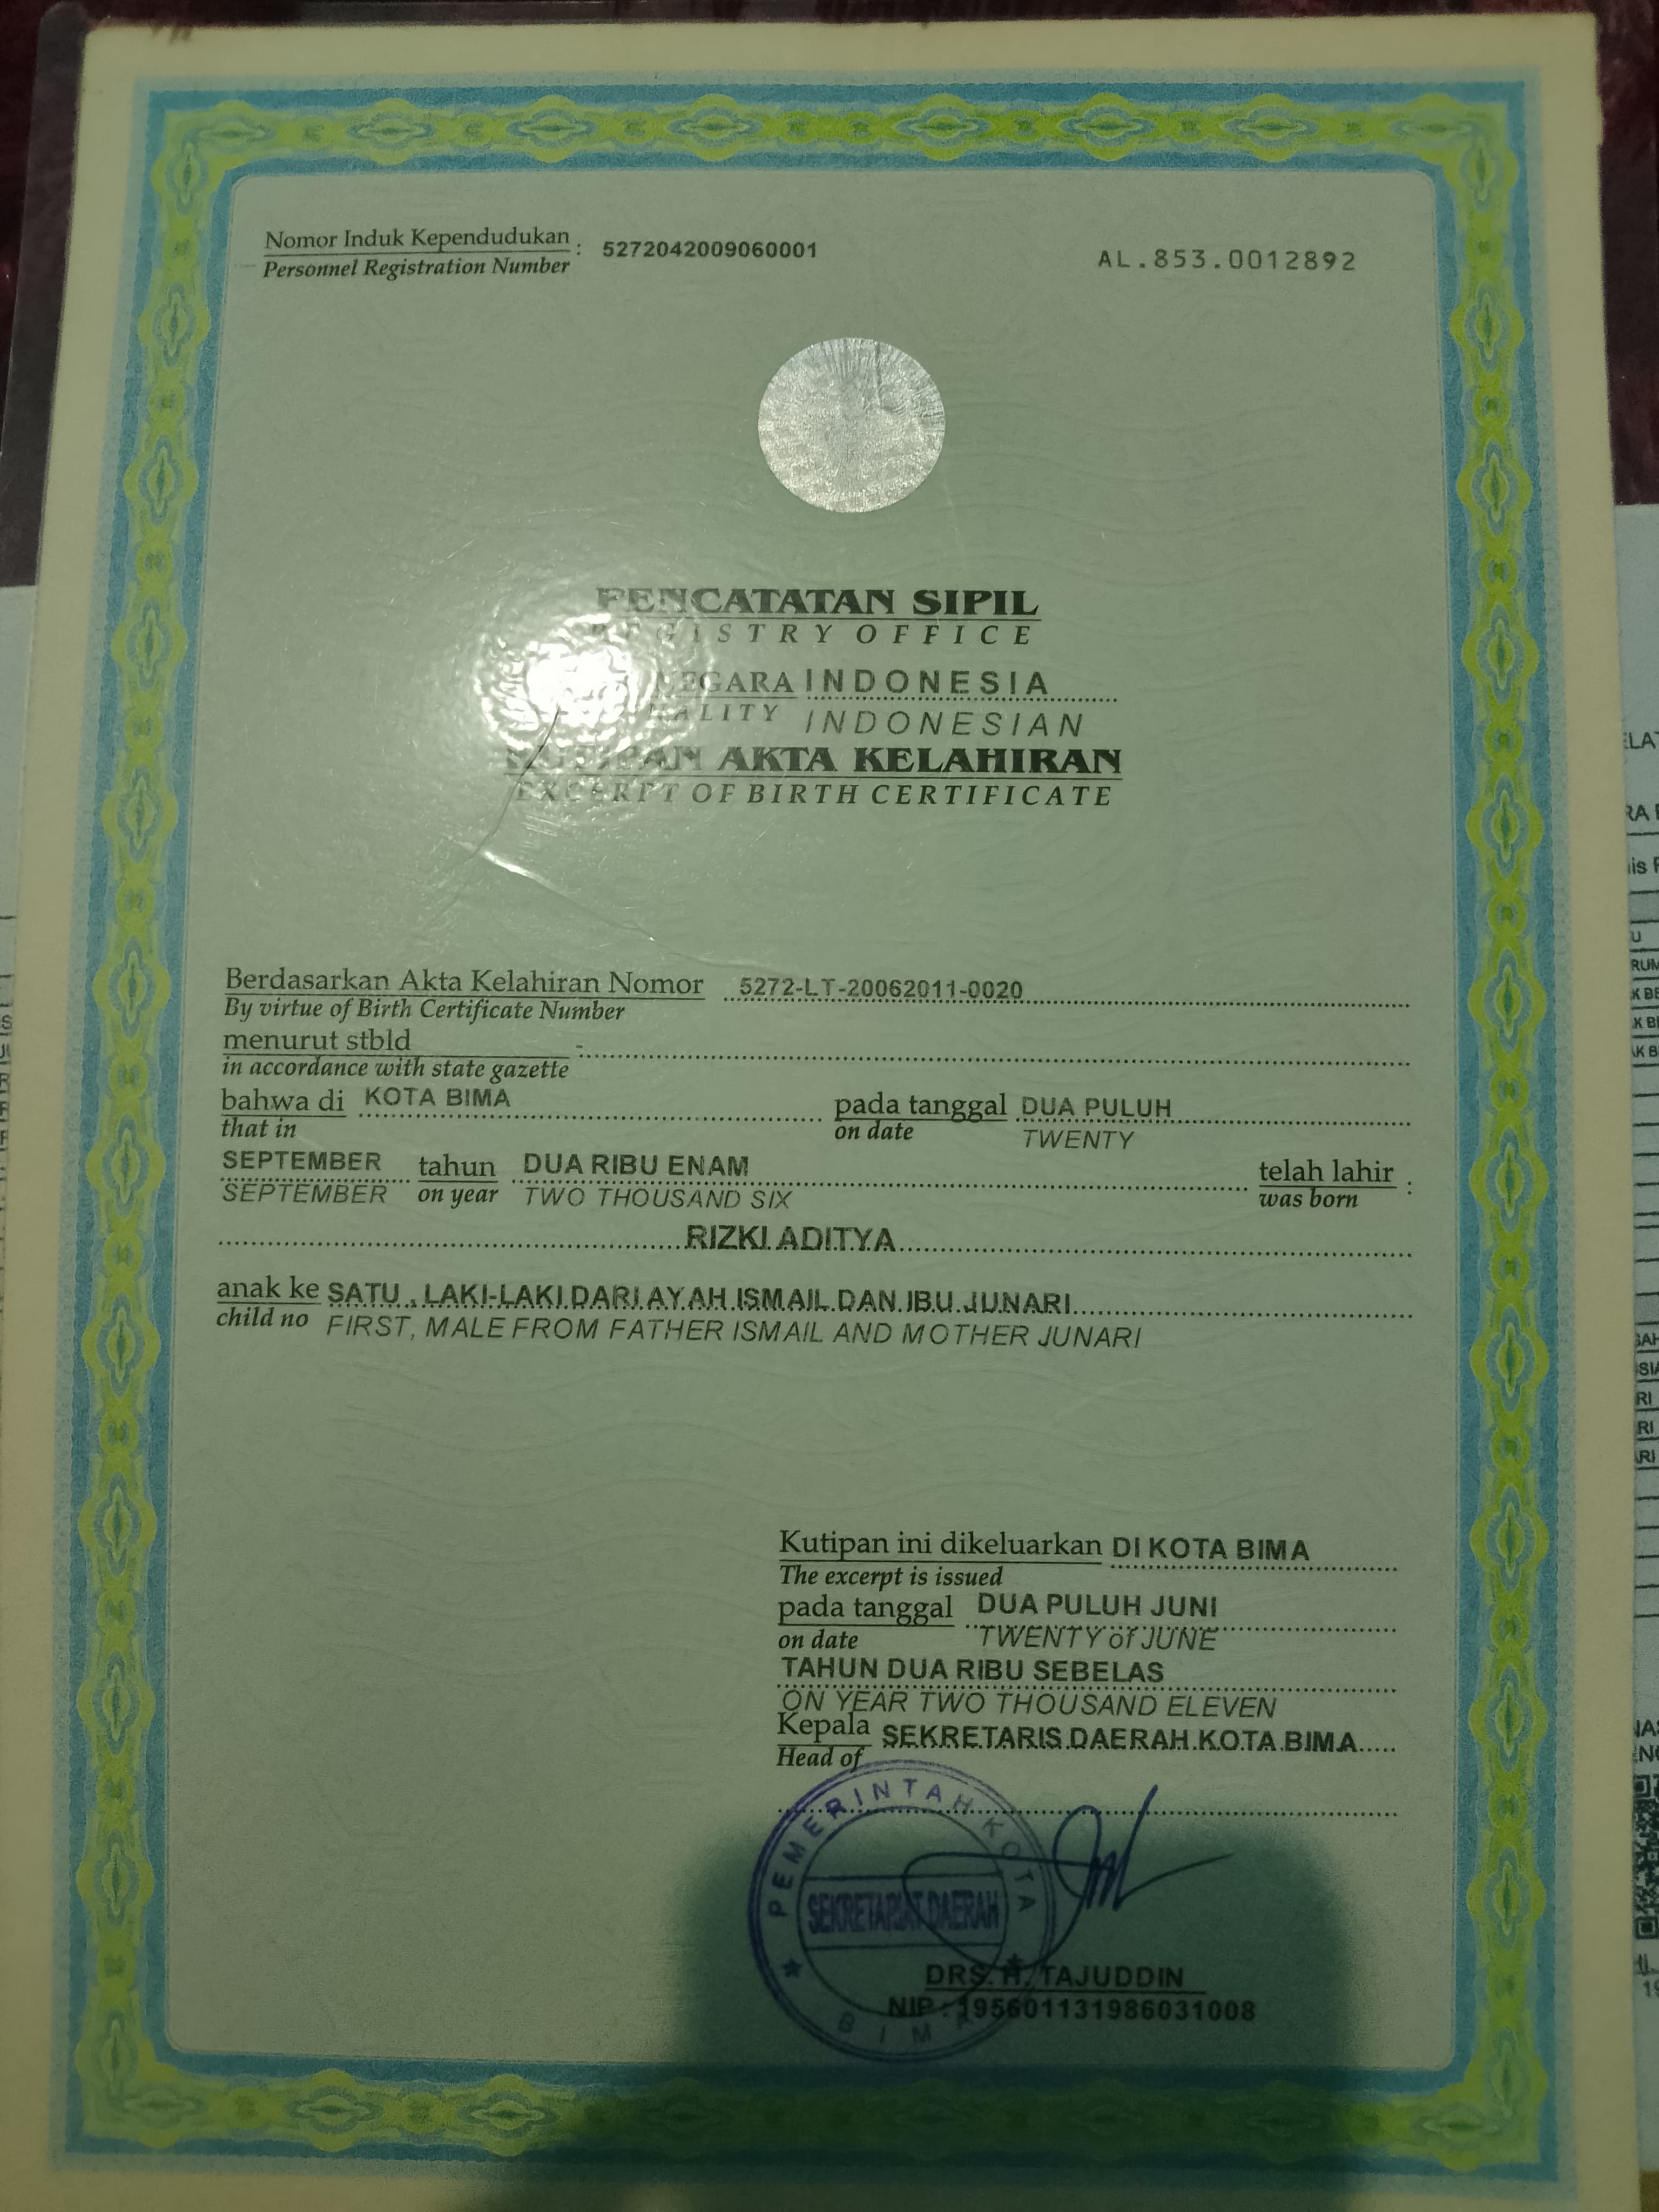 Nomor Induk Kependudukan : 5272042009060001
Personnel Registration Number
AL.853.0012892
PENCATATAN SIPIL
REGISTRY OFFICE
NEGARA INDONESIA
INDONESIAN
KUTIPAN AKTA KELAHIRAN
EXCERPT OF BIRTH CERTIFICATE
Berdasarkan Akta Kelahiran Nomor 5272-LT-20062011-0020
By virtue of Birth Certificate Number
menurut stbld -
in accordance with state gazette
bahwa di KOTA BIMA pada tanggal DUA PULUH
that in on date TWENTY
SEPTEMBER tahun DUA RIBU ENAM telah lahir :
SEPTEMBER on year TWO THOUSAND SIX was born
RIZKI ADITYA
anak ke SATU , LAKI-LAKI DARI AYAH ISMAIL DAN IBU JUNARI
child no FIRST, MALE FROM FATHER ISMAIL AND MOTHER JUNARI
Kutipan ini dikeluarkan DI KOTA BIMA
The excerpt is issued
pada tanggal DUA PULUH JUNI
on date TWENTY of JUNE
TAHUN DUA RIBU SEBELAS
ON YEAR TWO THOUSAND ELEVEN
Kepala SEKRETARIS DAERAH KOTA BIMA
Head of
PEMERINTAH KOTA
SEKRETARIAT DAERAH
BIMA
DRS. H. TAJUDDIN
NIP : 195601131986031008